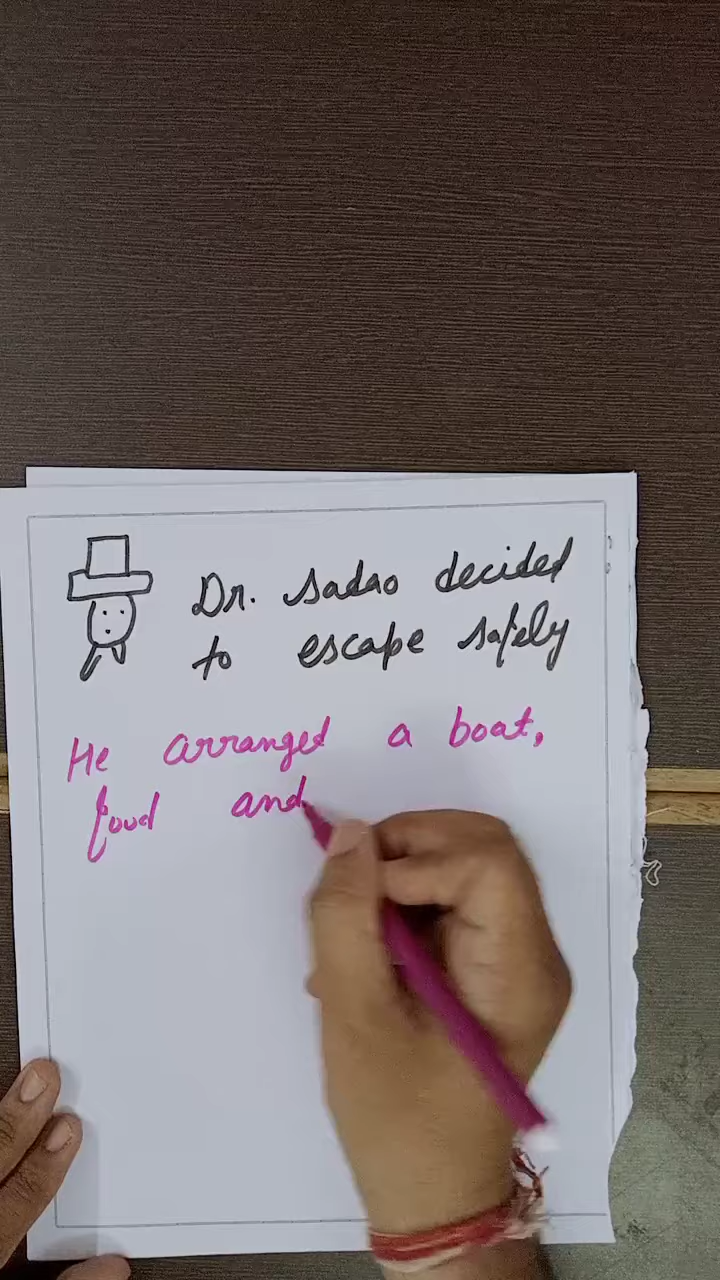 Dr. Sadao decided
to escape safely
He arranged a boat,
food and